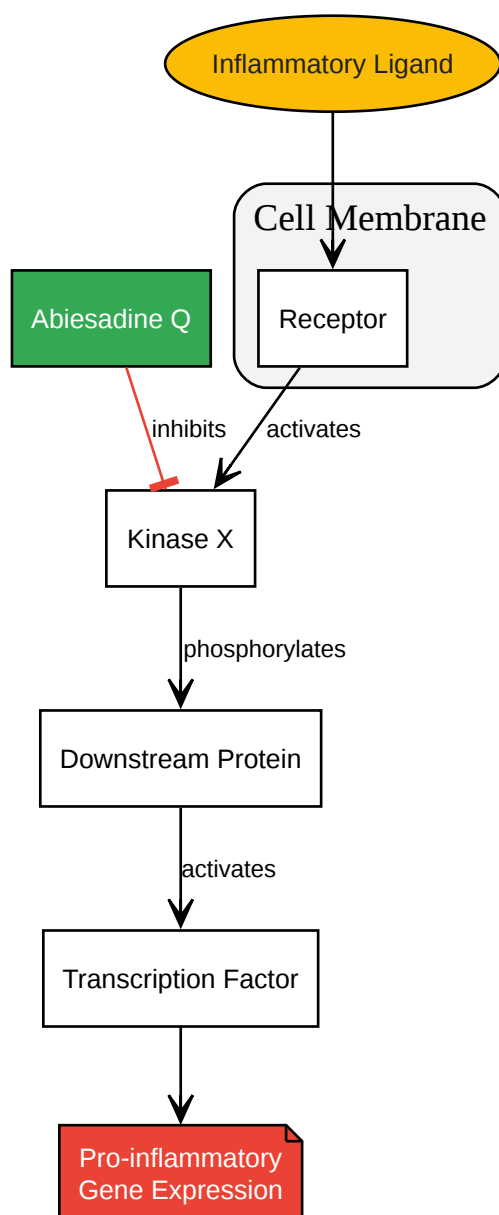 Inflammatory Ligand
Cell Membrane
Abiesadine Q
Receptor
inhibits
activates
Kinase X
phosphorylates
Downstream Protein
activates
Transcription Factor
Pro-inflammatory
Gene Expression